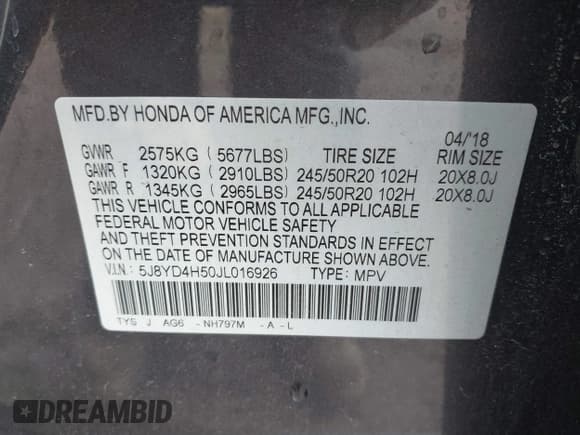 MFD.BY HONDA OF AMERICA MFG.,INC.
04/'18
GVWR 2575KG (5677LBS) TIRE SIZE RIM SIZE
GAWR F 1320KG (2910LBS) 245/50R20 102H 20X8.0J
GAWR R 1345KG (2965LBS) 245/50R20 102H 20X8.0J
THIS VEHICLE CONFORMS TO ALL APPLICABLE
FEDERAL MOTOR VEHICLE SAFETY
AND THEFT PREVENTION STANDARDS IN EFFECT
ON THE DATE OF MANUFACTURE SHOWN ABOVE.
V.I.N.: 5J8YD4H50JL016926 TYPE: MPV
TYS J AG6 - NH797M - A - L
DREAMBID